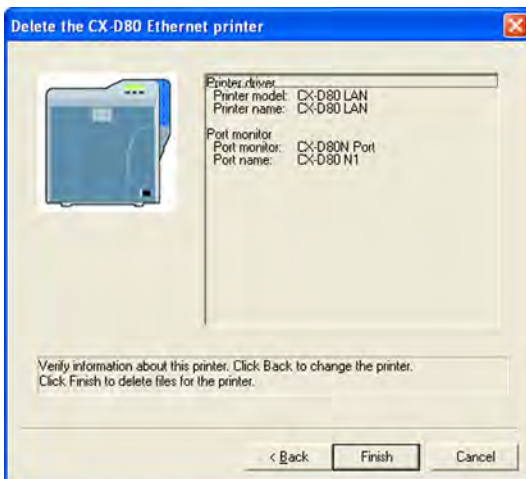 Delete the CX-D80 Ethernet printer
Printer driver
Printer model: CX-D80 LAN
Printer name: CX-D80 LAN
Port monitor
Port monitor: CX-D80N Port
Port name: CX-D80 N1
Verify information about this printer. Click Back to change the printer.
Click Finish to delete files for the printer.
< Back Finish Cancel